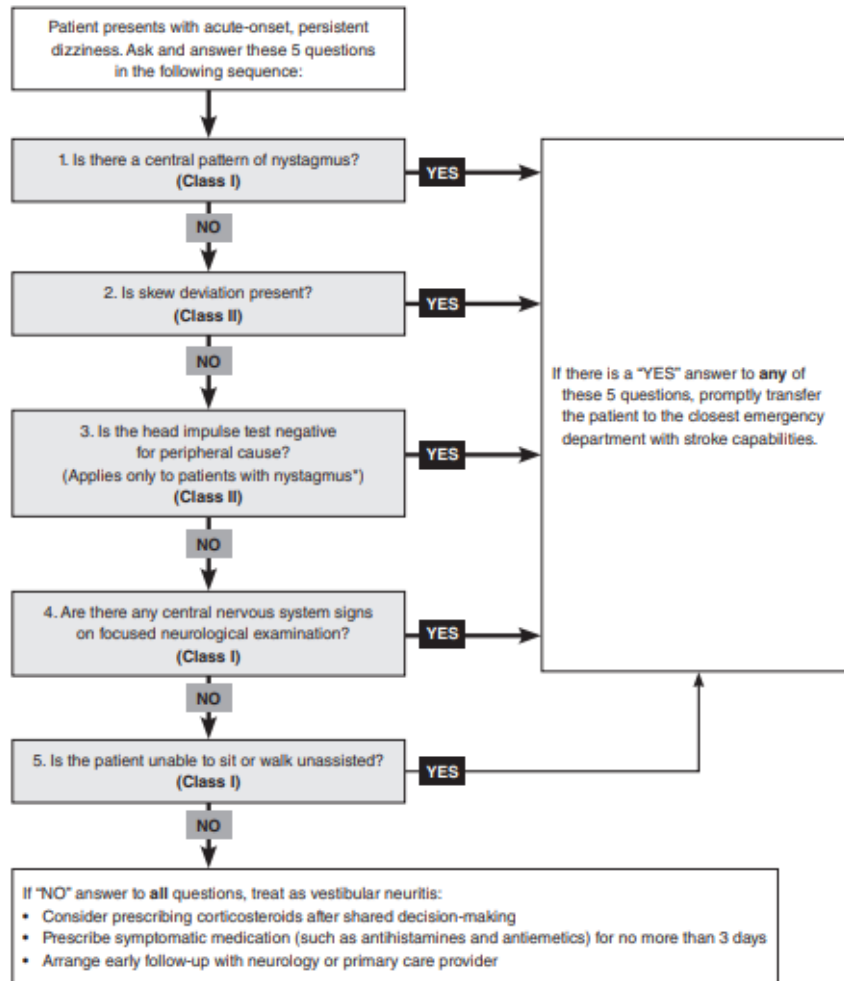 Patient presents with acute-onset, persistent
dizziness. Ask and answer these 5 questions
in the following sequence:
1. Is there a central pattern of nystagmus?
(Class I)
YES
NO
2. Is skew deviation present?
(Class II)
YES
NO
If there is a “YES” answer to any of
these 5 questions, promptly transfer
the patient to the closest emergency
department with stroke capabilities.
3. Is the head impulse test negative
for peripheral cause?
(Applies only to patients with nystagmus*)
(Class II)
YES
NO
4. Are there any central nervous system signs
on focused neurological examination?
(Class I)
YES
NO
5. Is the patient unable to sit or walk unassisted?
(Class I)
YES
NO
If “NO” answer to all questions, treat as vestibular neuritis:
• Consider prescribing corticosteroids after shared decision-making
• Prescribe symptomatic medication (such as antihistamines and antiemetics) for no more than 3 days
• Arrange early follow-up with neurology or primary care provider